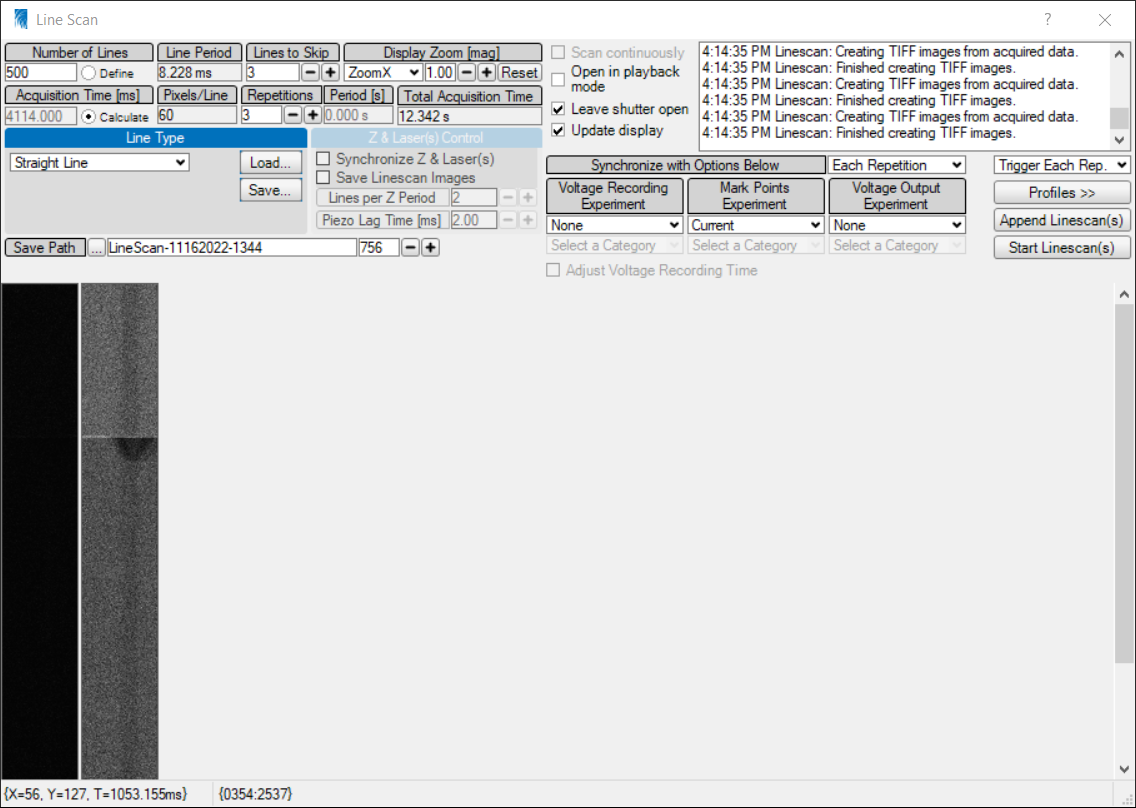 Line Scan
?
Number of Lines
Line Period
Lines to Skip
Display Zoom [mag]
500
Define
8.228 ms
3
ZoomX
1.00
Reset
Acquisition Time [ms]
Pixels/Line
Repetitions
Period [s]
Total Acquisition Time
4114.000
Calculate
60
3
0.000 s
12.342 s
Line Type
Straight Line
Load...
Save...
Z & Laser(s) Control
Synchronize Z & Laser(s)
Save Linescan Images
Lines per Z Period
2
Piezo Lag Time [ms]
2.00
Save Path
...
LineScan-11162022-1344
756
Scan continuously
Open in playback
mode
Leave shutter open
Update display
4:14:35 PM Linescan: Creating TIFF images from acquired data.
4:14:35 PM Linescan: Finished creating TIFF images.
4:14:35 PM Linescan: Creating TIFF images from acquired data.
4:14:35 PM Linescan: Finished creating TIFF images.
4:14:35 PM Linescan: Creating TIFF images from acquired data.
4:14:35 PM Linescan: Finished creating TIFF images.
Synchronize with Options Below
Each Repetition
Voltage Recording
Experiment
Mark Points
Experiment
Voltage Output
Experiment
None
Current
None
Select a Category
Select a Category
Select a Category
Adjust Voltage Recording Time
Trigger Each Rep.
Profiles >>
Append Linescan(s)
Start Linescan(s)
{X=56, Y=127, T=1053.155ms}
{0354:2537}